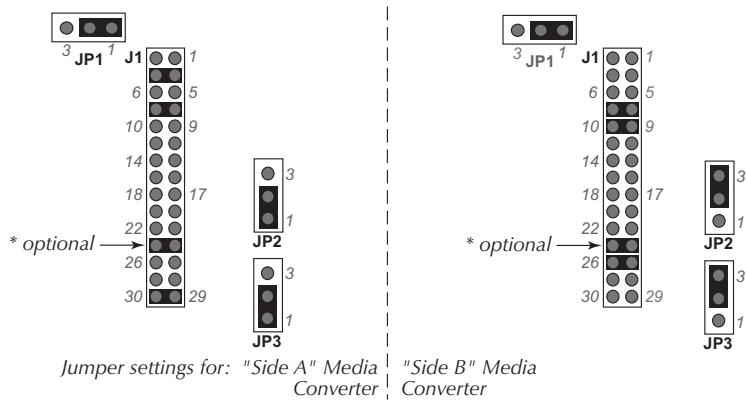 3 1
JP1
J1
1
6 5
10 9
14
18 17
22
* optional
26
30 29
3
1
JP2
3
1
JP3
Jumper settings for: "Side A" Media
Converter
3 1
JP1
J1
1
6 5
10 9
14
18 17
22
* optional
26
30 29
3
1
JP2
3
1
JP3
"Side B" Media
Converter